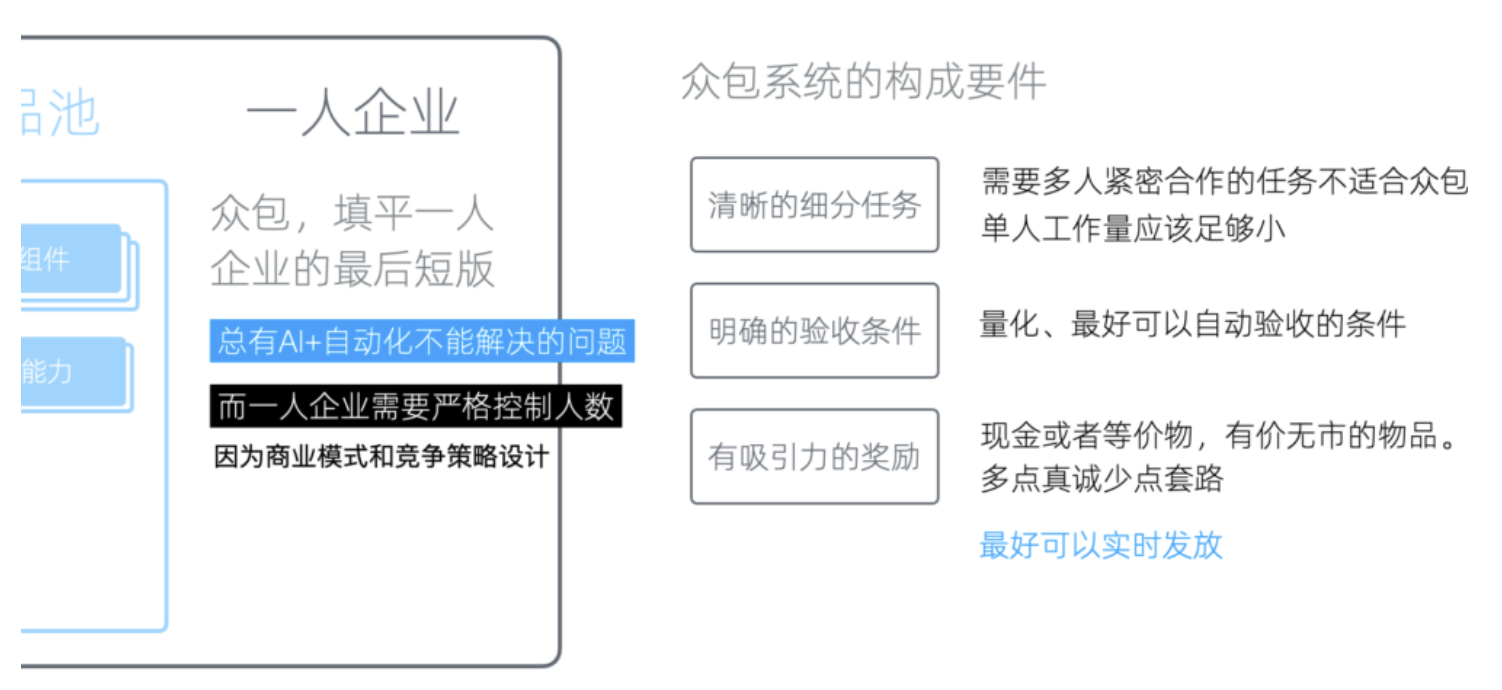 品池
一人企业
众包，填平一人
企业的最后短版
组件
总有AI+自动化不能解决的问题
能力
而一人企业需要严格控制人数
因为商业模式和竞争策略设计
众包系统的构成要件
清晰的细分任务
需要多人紧密合作的任务不适合众包
单人工作量应该足够小
明确的验收条件
量化、最好可以自动验收的条件
有吸引力的奖励
现金或者等价物，有价无市的物品。
多点真诚少点套路
最好可以实时发放